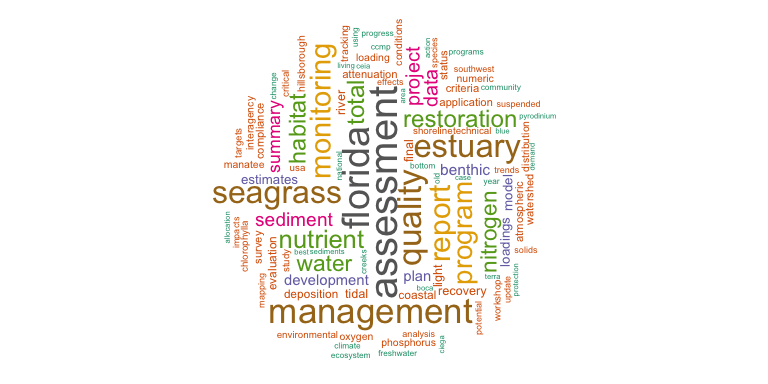 using
progress
tracking
ccmp
conditions
action
species
programs
hillsborough
monitoring
living
ceia
loading
attenuation
effects
project
data
status
southwest
numeric
criteria
community
change
critical
habitat
river
total
area
application
suspended
interagency
compliance
summary
florida
assessment
restoration
pyrodinium
targets
manatee
usa
national
shoreline
technical
blue
final
estuary
distribution
demand
estimates
bottom
benthic
trends
seagrass
quality
old
case
year
model
atmospheric
watershed
allocation
impacts
chlorophylla
sediment
report
program
nitrogen
loadings
survey
evaluation
nutrient
study
best
sediments
water
creeks
light
solids
mapping
development
plan
terra
protection
deposition
tidal
coastal
boca
recovery
workshop
update
management
potential
environmental
oxygen
analysis
phosphorus
climate
ciega
ecosystem
freshwater